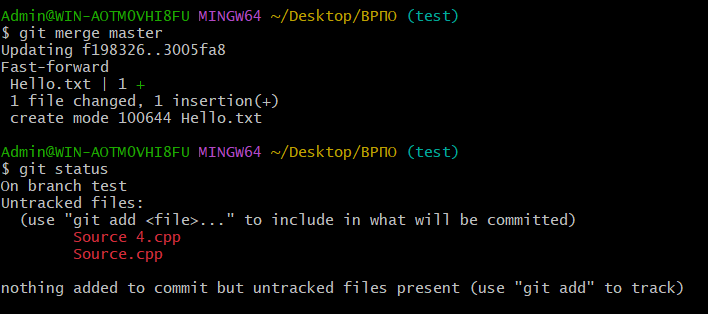 Admin@WIN-AOTM0VHI8FU MINGW64 ~/Desktop/ВРПО (test)
$ git merge master
Updating f198326..3005fa8
Fast-forward
 Hello.txt | 1 +
 1 file changed, 1 insertion(+)
 create mode 100644 Hello.txt
Admin@WIN-AOTM0VHI8FU MINGW64 ~/Desktop/ВРПО (test)
$ git status
On branch test
Untracked files:
  (use "git add <file>..." to include in what will be committed)
        Source 4.cpp
        Source.cpp
nothing added to commit but untracked files present (use "git add" to track)